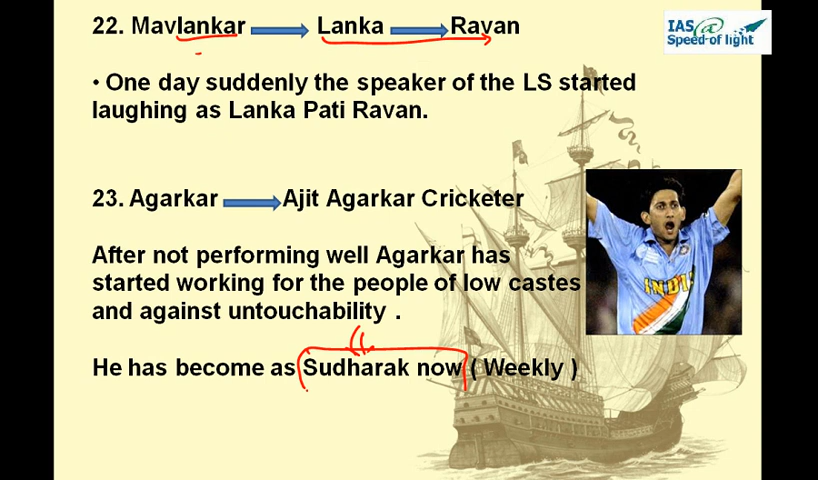 22. Mavlankar Lanka Ravan
IAS@
Speed of light
• One day suddenly the speaker of the LS started
laughing as Lanka Pati Ravan.
23. Agarkar Ajit Agarkar Cricketer
After not performing well Agarkar has
started working for the people of low castes
and against untouchability .
INDIA
He has become as Sudharak now ( Weekly )